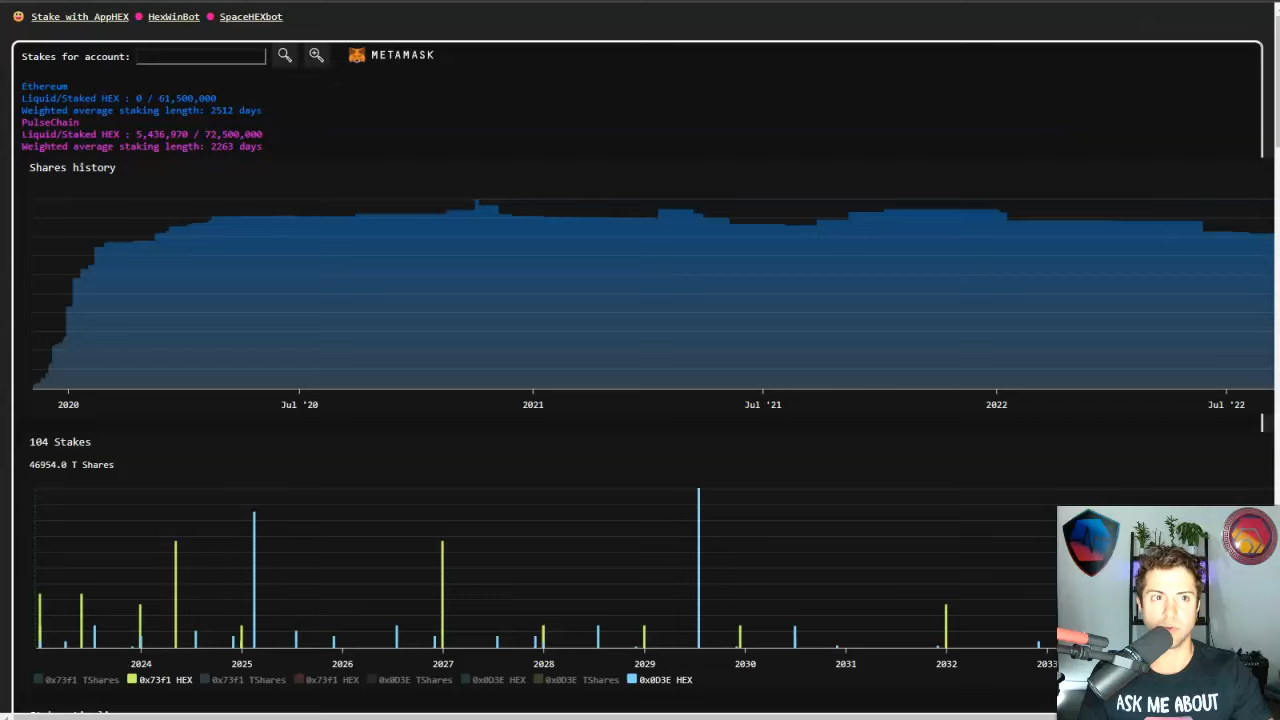 Stake with AppHEX HexWinBot SpaceHEXbot
Stakes for account: METAMASK
Ethereum
Liquid/Staked HEX : 0 / 61,500,000
Weighted average staking length: 2512 days
PulseChain
Liquid/Staked HEX : 5,436,970 / 72,500,000
Weighted average staking length: 2263 days
Shares history
2020 Jul '20 2021 Jul '21 2022 Jul '22
104 Stakes
46954.0 T Shares
2024 2025 2026 2027 2028 2029 2030 2031 2032 2033
0x73f1 TShares 0x73f1 HEX 0x73f1 TShares 0x73f1 HEX 0x0D3E TShares 0x0D3E HEX 0x0D3E TShares 0x0D3E HEX
ASK ME ABOUT